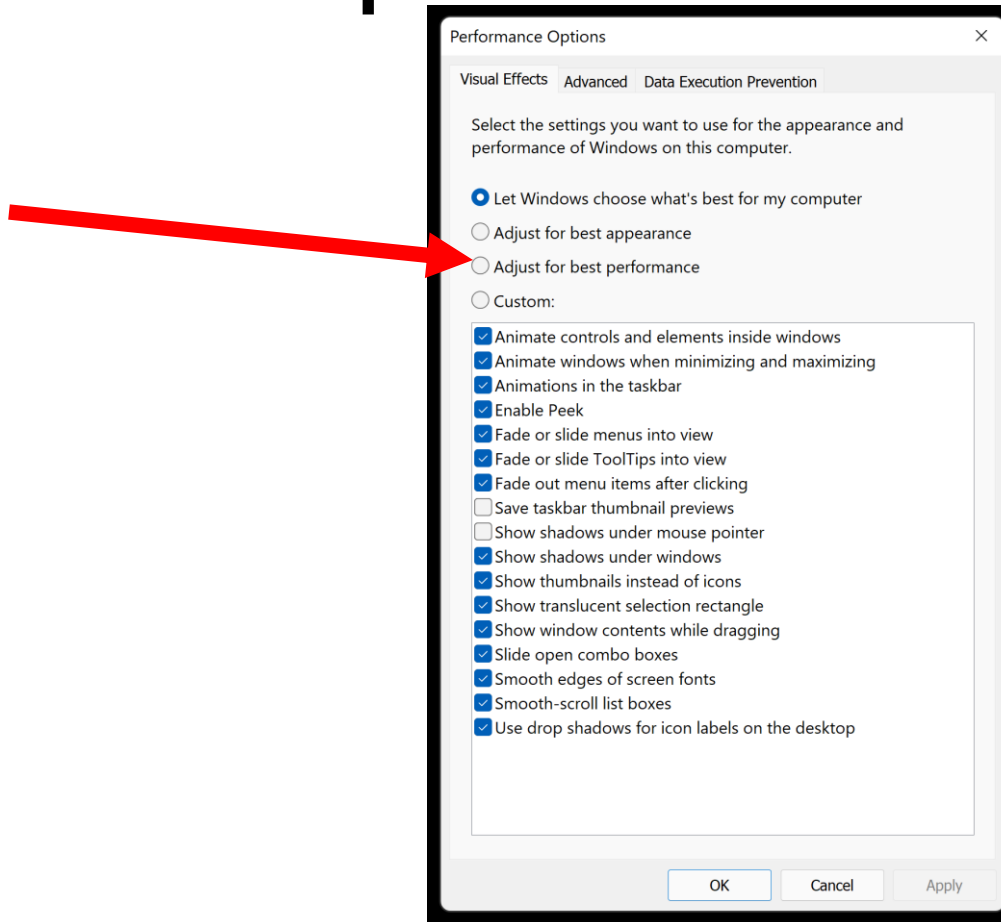 Performance Options
Visual Effects Advanced Data Execution Prevention
Select the settings you want to use for the appearance and
performance of Windows on this computer.
Let Windows choose what's best for my computer
Adjust for best appearance
Adjust for best performance
Custom:
Animate controls and elements inside windows
Animate windows when minimizing and maximizing
Animations in the taskbar
Enable Peek
Fade or slide menus into view
Fade or slide ToolTips into view
Fade out menu items after clicking
Save taskbar thumbnail previews
Show shadows under mouse pointer
Show shadows under windows
Show thumbnails instead of icons
Show translucent selection rectangle
Show window contents while dragging
Slide open combo boxes
Smooth edges of screen fonts
Smooth-scroll list boxes
Use drop shadows for icon labels on the desktop
OK Cancel Apply